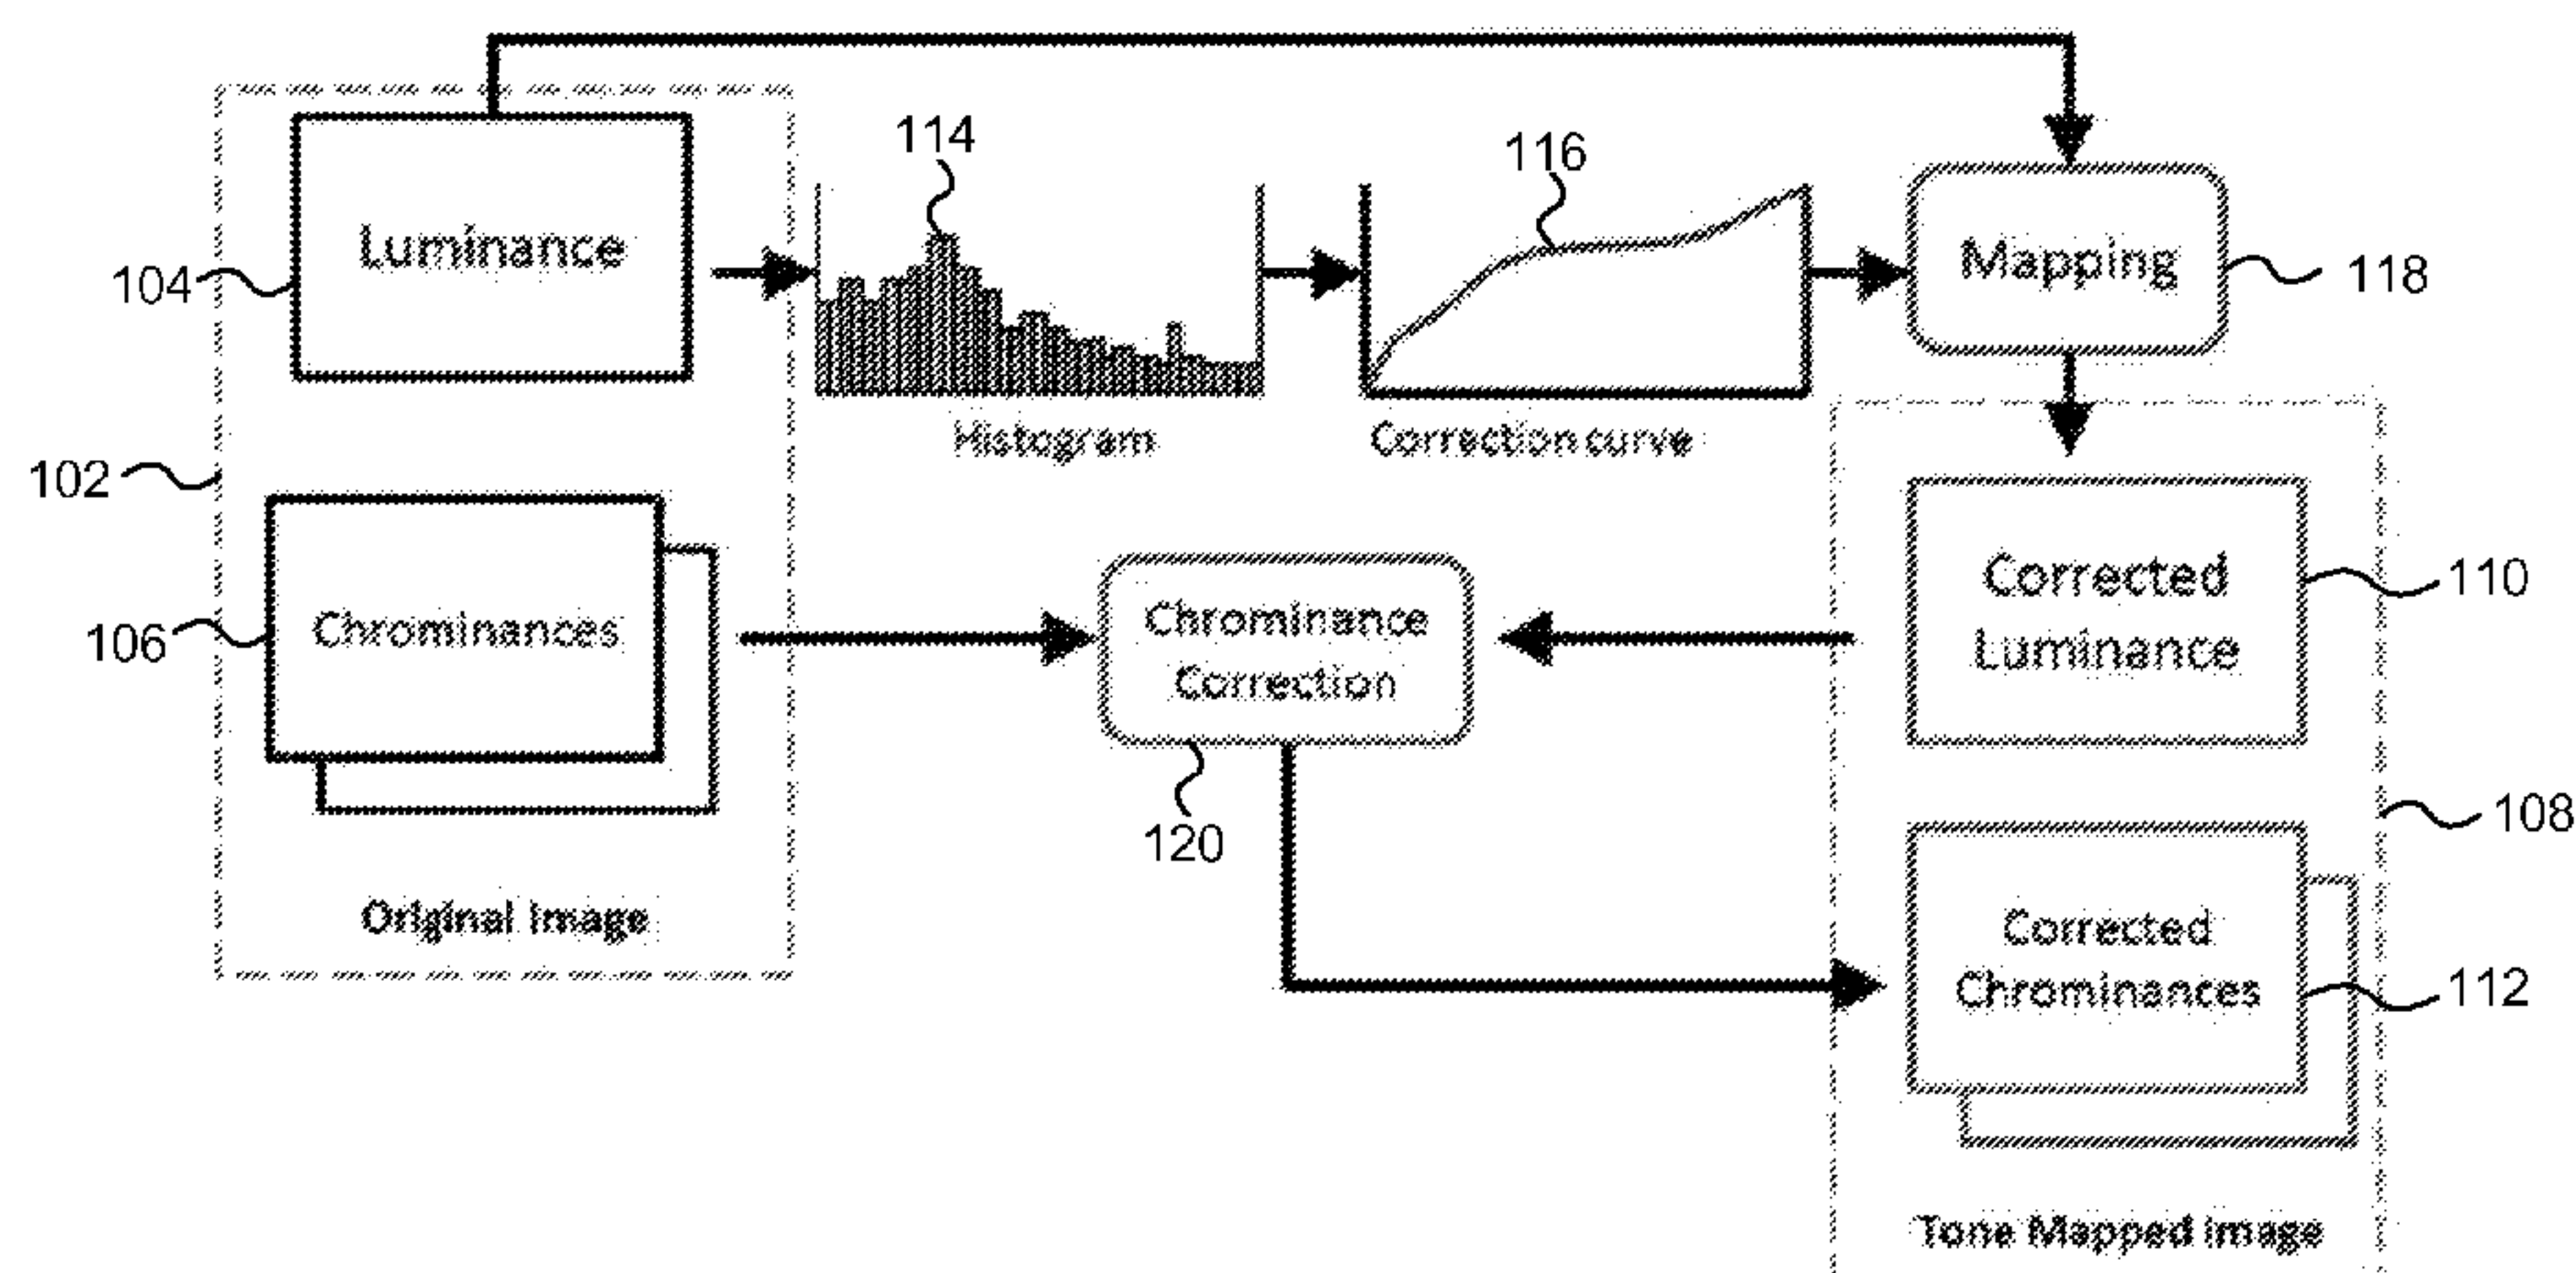 114
116
Luminance
104
Mapping
118
Histogram
Correction curve
102
Corrected
Luminance
110
Chrominances
106
Chrominance
Correction
120
108
Original Image
Corrected
Chrominances
112
Tone Mapped image